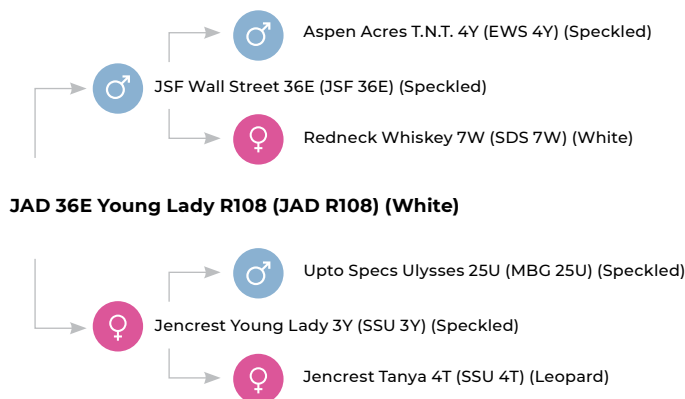 Aspen Acres T.N.T. 4Y (EWS 4Y) (Speckled)
JSF Wall Street 36E (JSF 36E) (Speckled)
Redneck Whiskey 7W (SDS 7W) (White)
JAD 36E Young Lady R108 (JAD R108) (White)
Upto Specs Ulysses 25U (MBG 25U) (Speckled)
Jencrest Young Lady 3Y (SSU 3Y) (Speckled)
Jencrest Tanya 4T (SSU 4T) (Leopard)